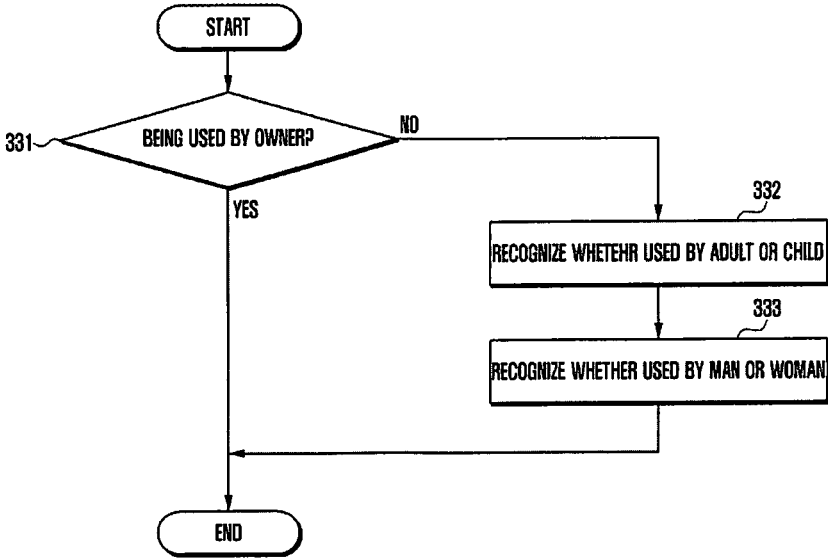 START
331
BEING USED BY OWNER?
NO
YES
332
RECOGNIZE WHETEHR USED BY ADULT OR CHILD
333
RECOGNIZE WHETHER USED BY MAN OR WOMAN
END